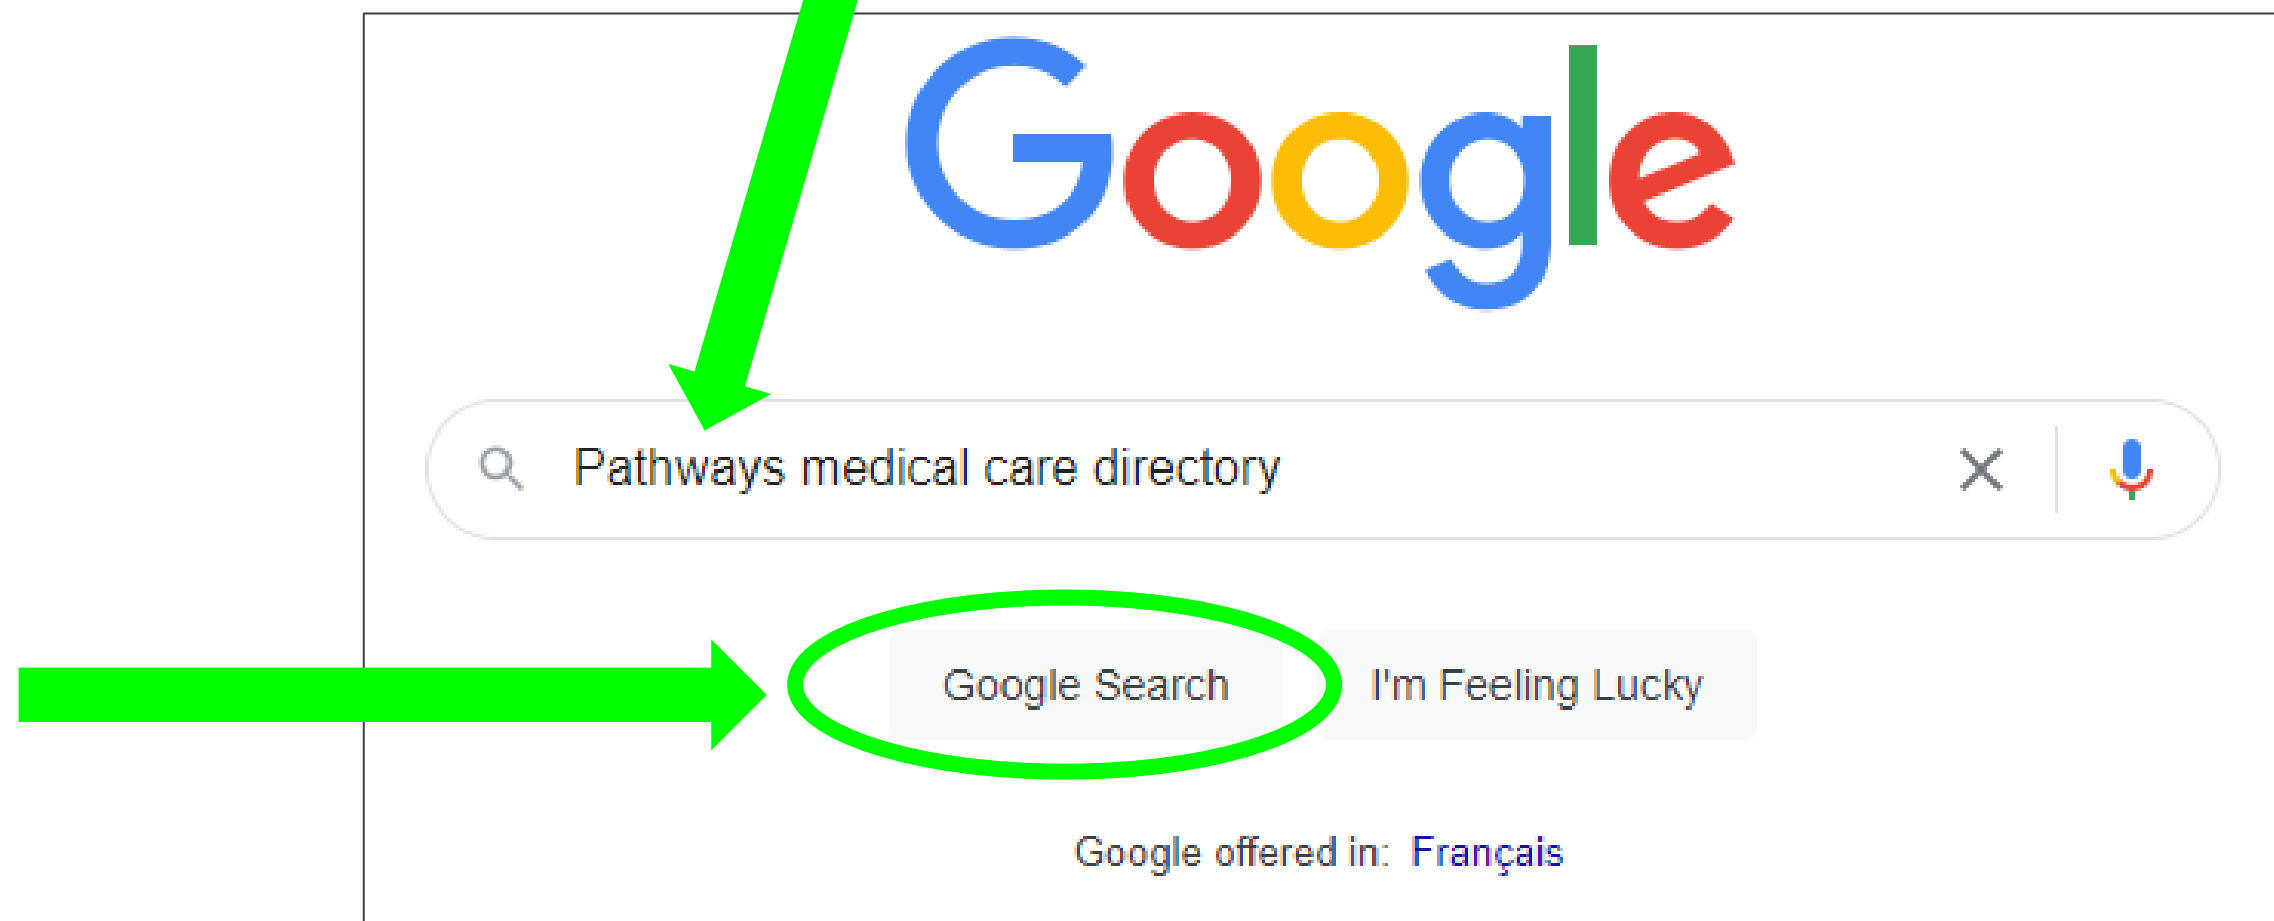 Google
Pathways medical care directory
Google Search I'm Feeling Lucky
Google offered in: Français